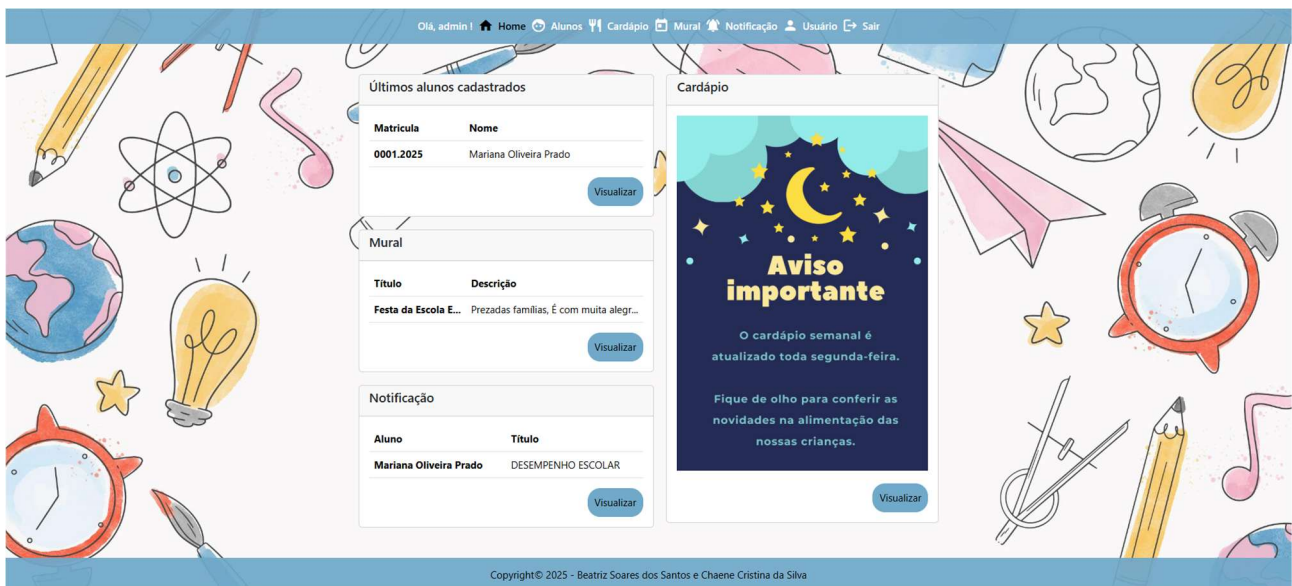 Olá, admin ! Home Alunos Cardápio Mural Notificação Usuário Sair
Últimos alunos cadastrados
Matricula Nome
0001.2025 Mariana Oliveira Prado
Visualizar
Mural
Título Descrição
Festa da Escola E... Prezadas famílias, É com muita alegr...
Visualizar
Notificação
Aluno Título
Mariana Oliveira Prado DESEMPENHO ESCOLAR
Visualizar
Cardápio
Aviso
importante
O cardápio semanal é
atualizado toda segunda-feira.
Fique de olho para conferir as
novidades na alimentação das
nossas crianças.
Visualizar
Copyright© 2025 - Beatriz Soares dos Santos e Chaene Cristina da Silva